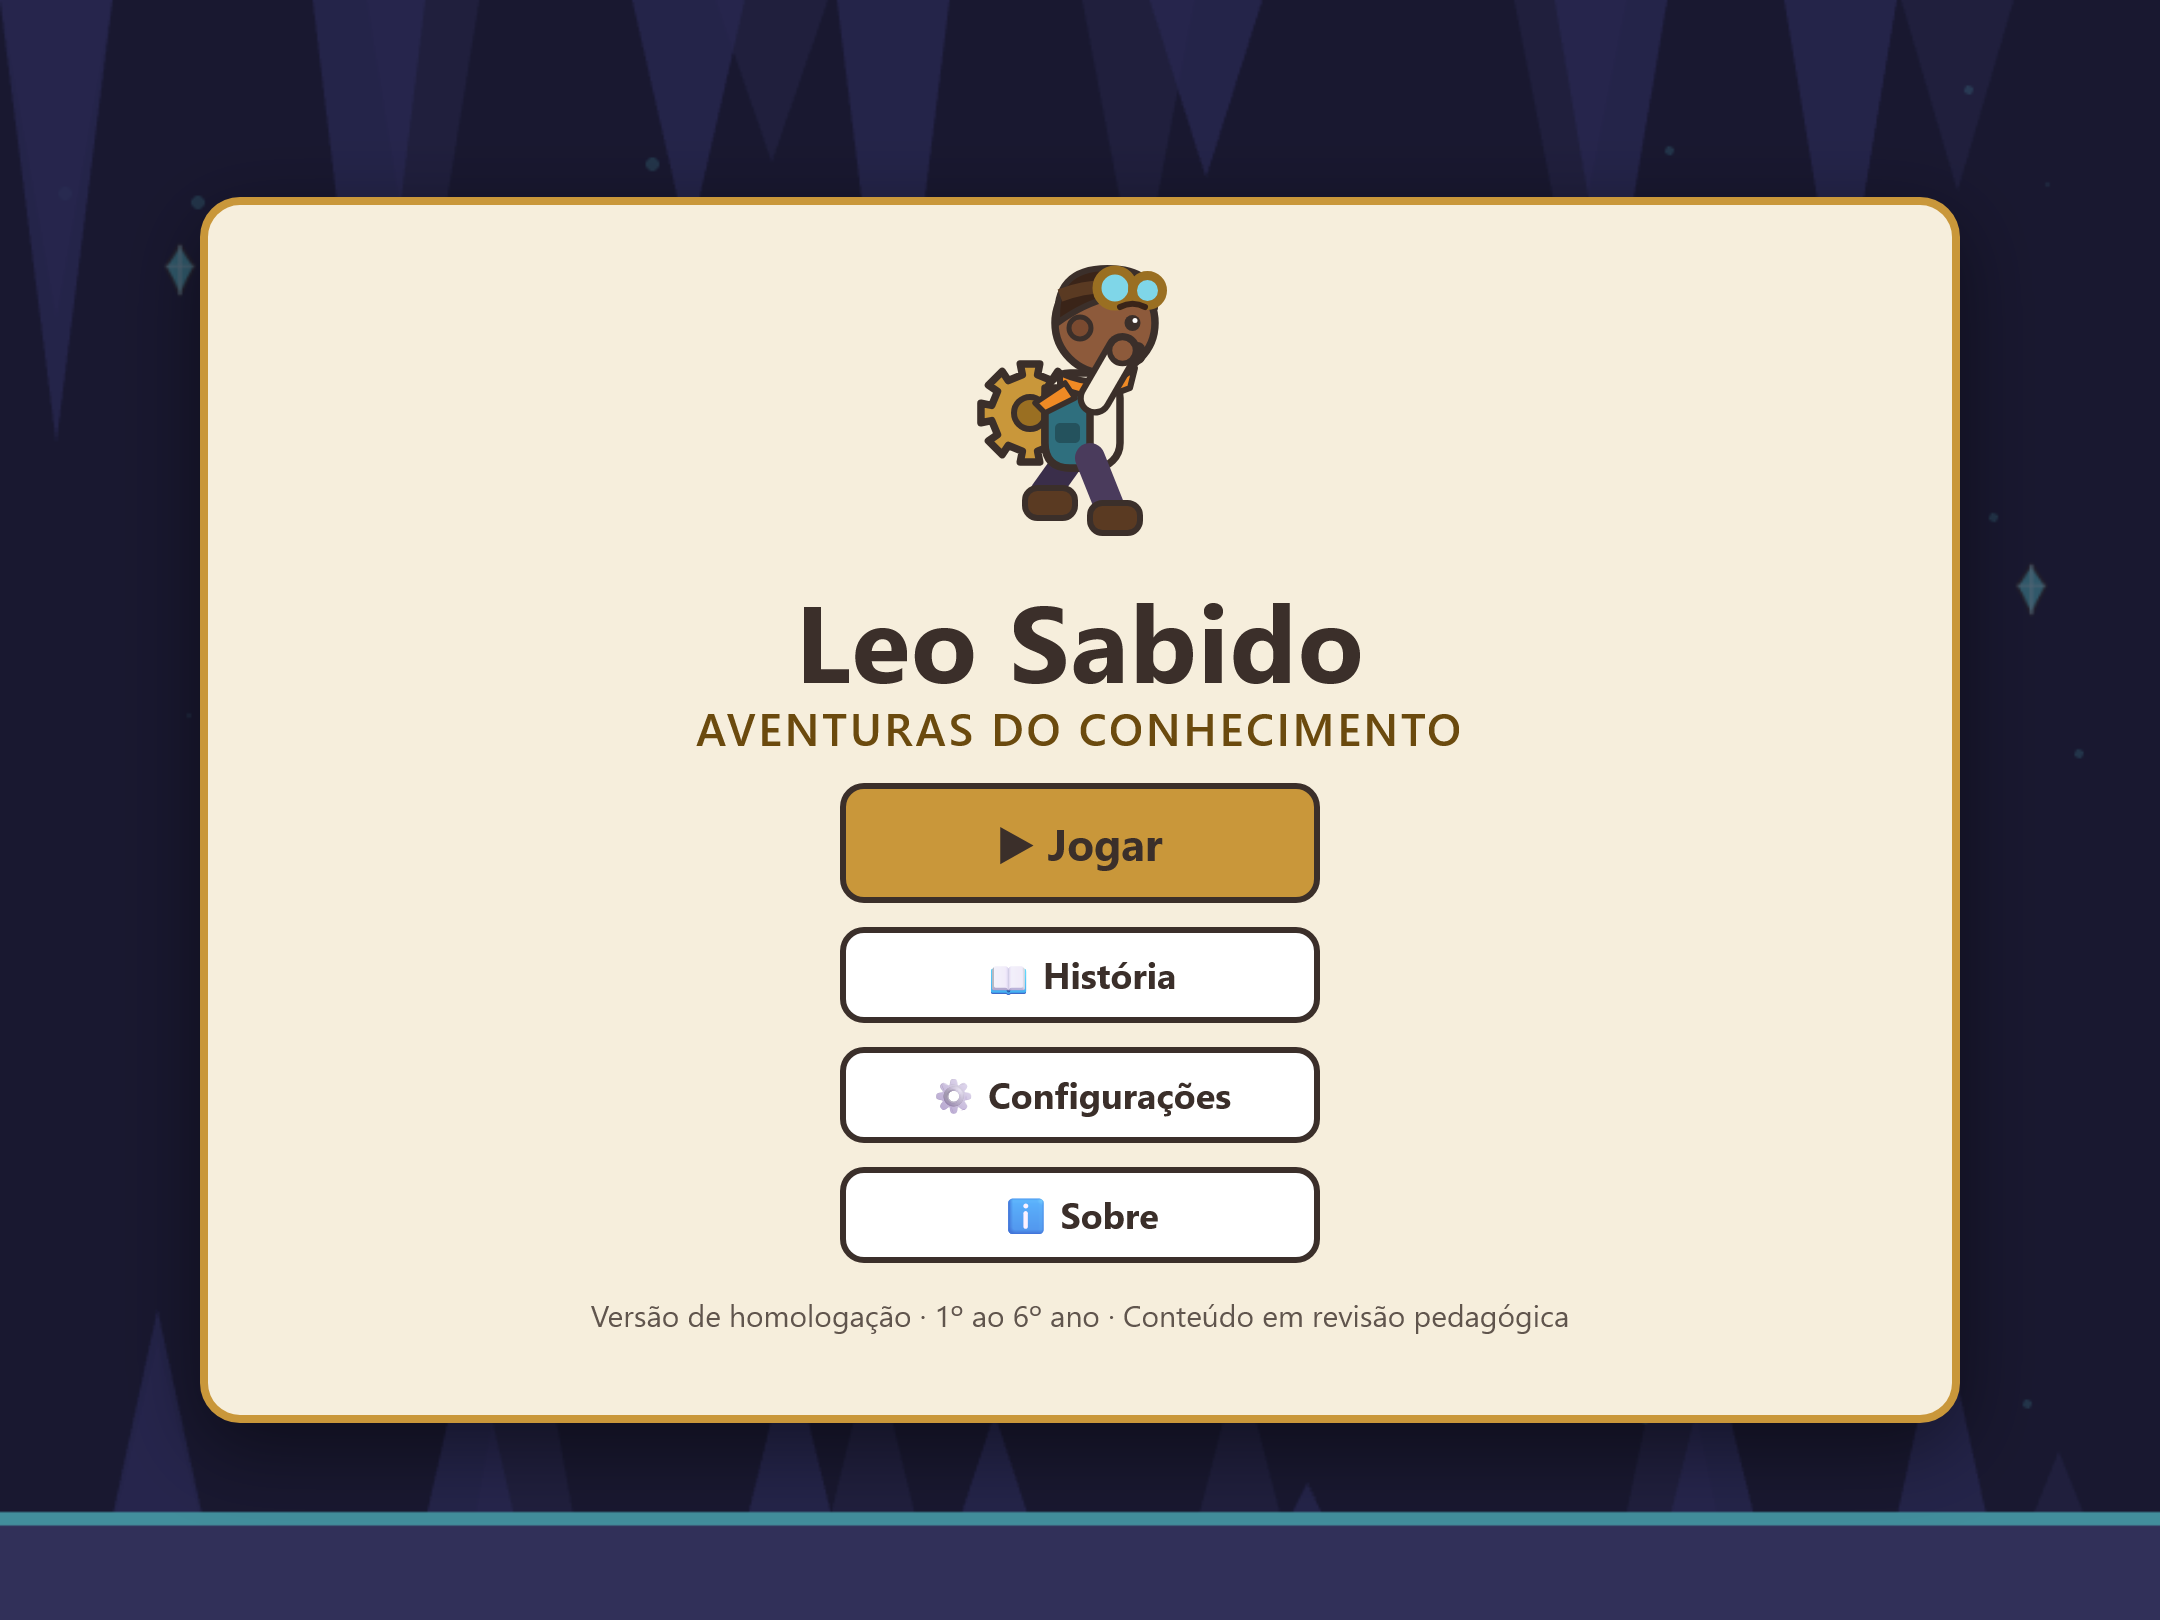 Leo Sabido
AVENTURAS DO CONHECIMENTO
▶ Jogar
📖 História
⚙️ Configurações
ℹ️ Sobre
Versão de homologação · 1º ao 6º ano · Conteúdo em revisão pedagógica